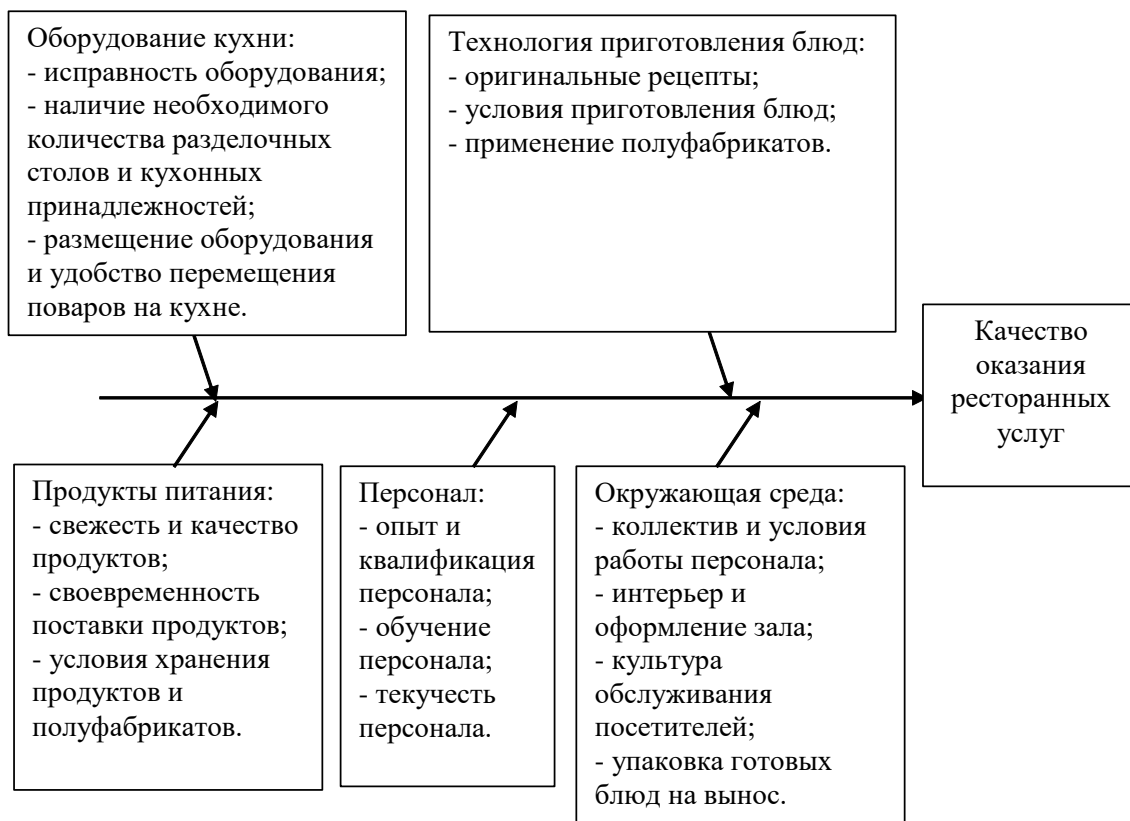 Оборудование кухни:
- исправность оборудования;
- наличие необходимого
количества разделочных
столов и кухонных
принадлежностей;
- размещение оборудования
и удобство перемещения
поваров на кухне.
Технология приготовления блюд:
- оригинальные рецепты;
- условия приготовления блюд;
- применение полуфабрикатов.
Качество
оказания
ресторанных
услуг
Продукты питания:
- свежесть и качество
продуктов;
- своевременность
поставки продуктов;
- условия хранения
продуктов и
полуфабрикатов.
Персонал:
- опыт и
квалификация
персонала;
- обучение
персонала;
- текучесть
персонала.
Окружающая среда:
- коллектив и условия
работы персонала;
- интерьер и
оформление зала;
- культура
обслуживания
посетителей;
- упаковка готовых
блюд на вынос.